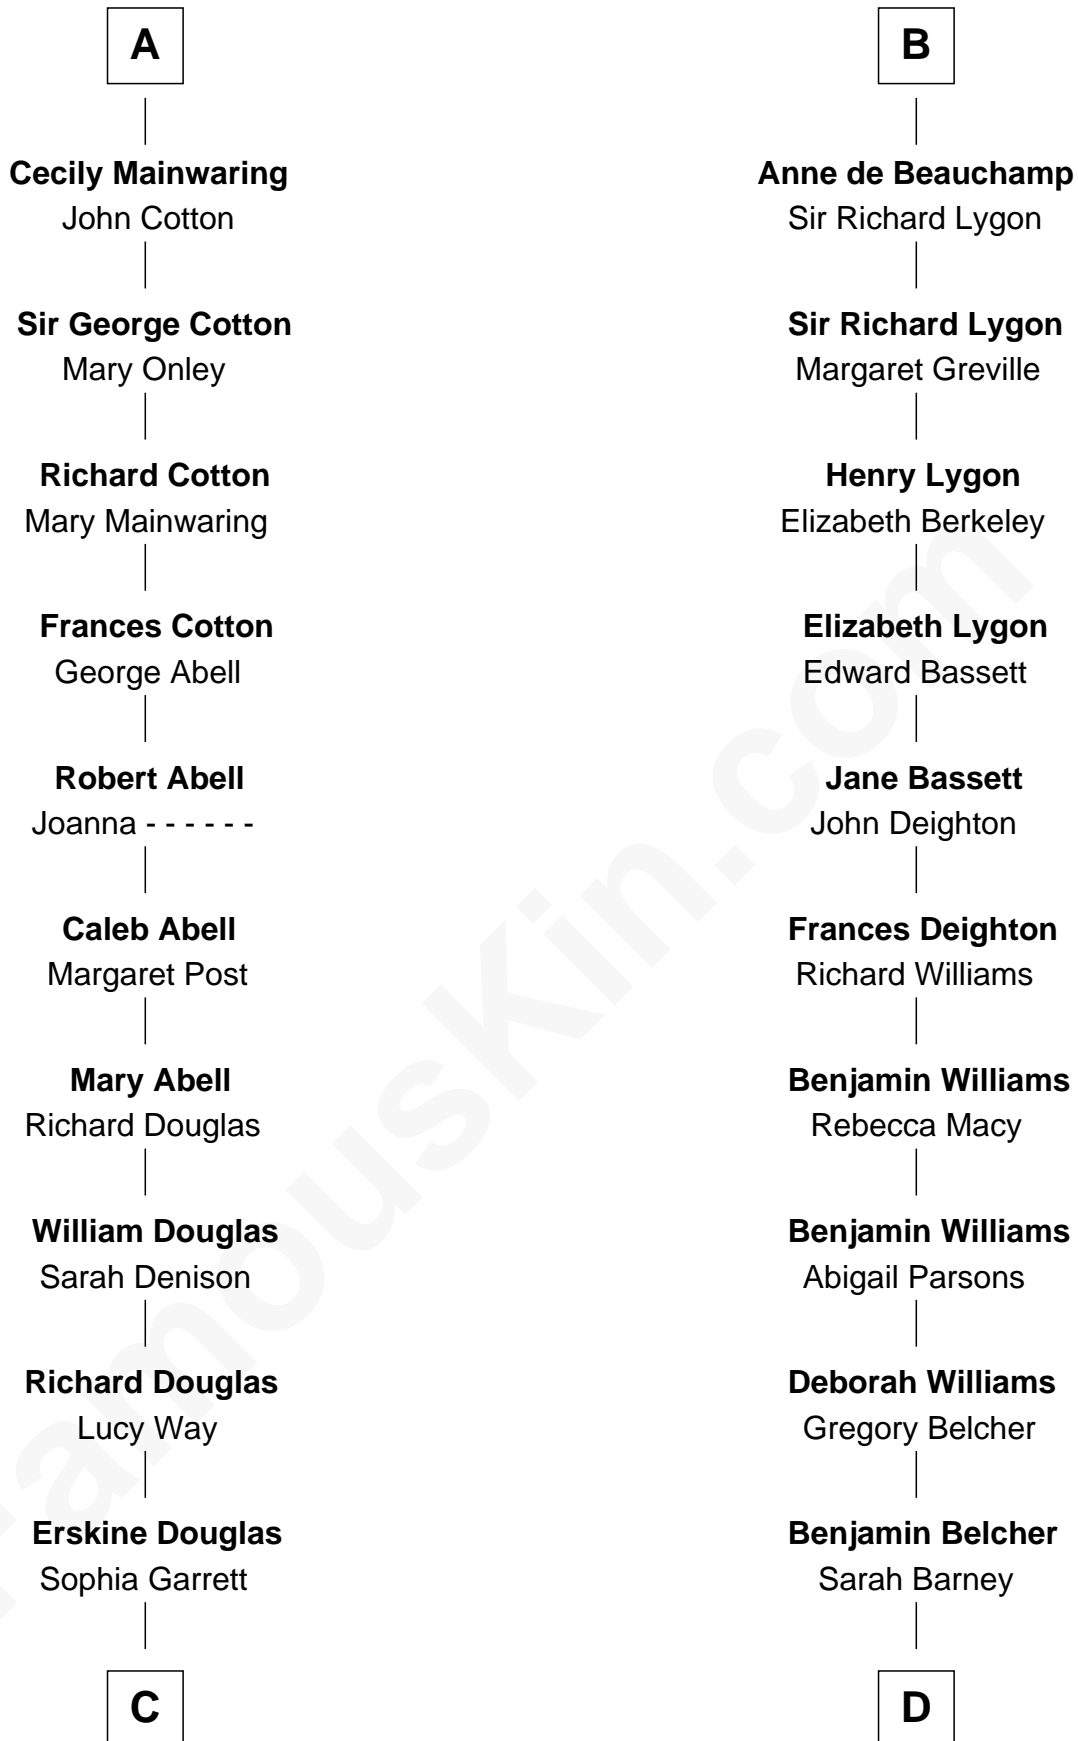 A
Cecily Mainwaring
John Cotton
Sir George Cotton
Mary Onley
Richard Cotton
Mary Mainwaring
Frances Cotton
George Abell
Robert Abell
Joanna - - - - - -
Caleb Abell
Margaret Post
Mary Abell
Richard Douglas
William Douglas
Sarah Denison
Richard Douglas
Lucy Way
Erskine Douglas
Sophia Garrett
C
B
Anne de Beauchamp
Sir Richard Lygon
Sir Richard Lygon
Margaret Greville
Henry Lygon
Elizabeth Berkeley
Elizabeth Lygon
Edward Bassett
Jane Bassett
John Deighton
Frances Deighton
Richard Williams
Benjamin Williams
Rebecca Macy
Benjamin Williams
Abigail Parsons
Deborah Williams
Gregory Belcher
Benjamin Belcher
Sarah Barney
D
FamousKin.com